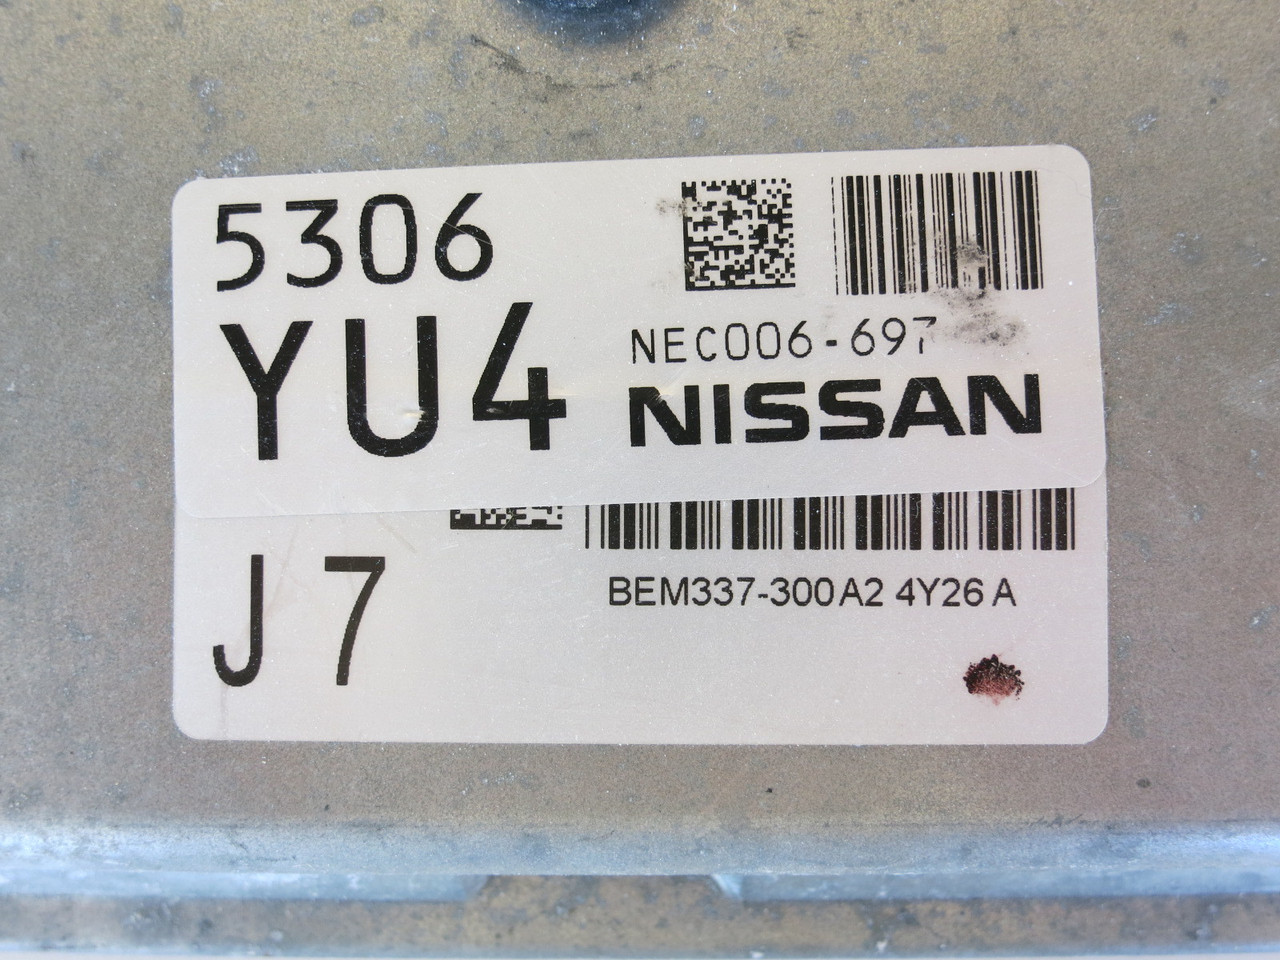 5306
YU4
NEC006-697
NISSAN
J7
BEM337-300 A2 4Y26 A